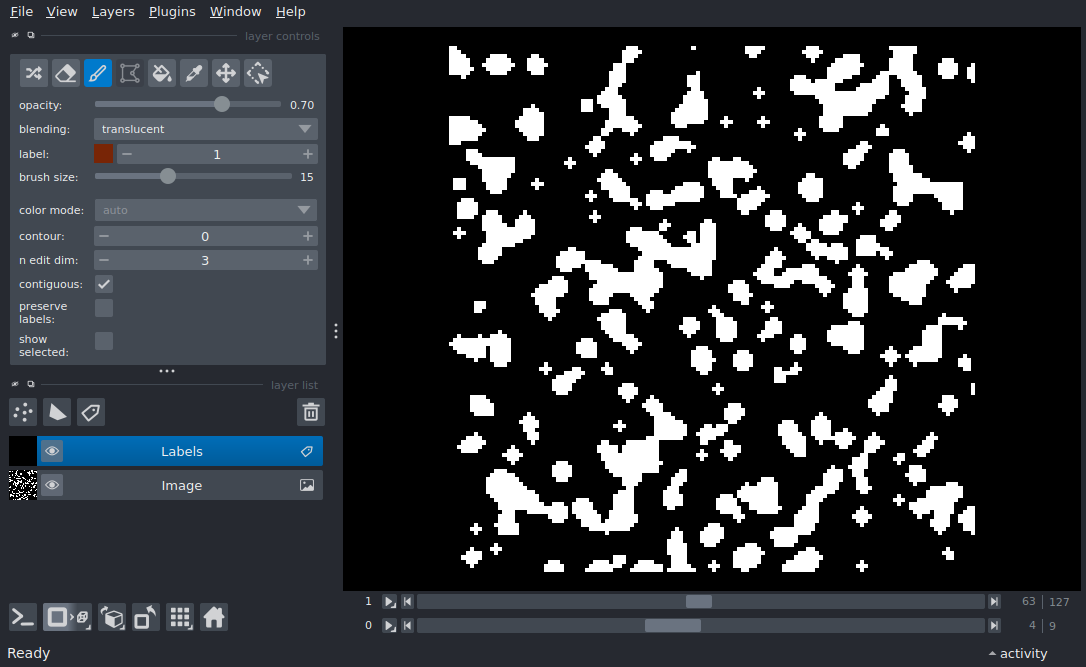 File View Layers Plugins Window Help
layer controls
opacity: 0.70
blending: translucent
label: 1
brush size: 15
color mode: auto
contour: 0
n edit dim: 3
contiguous:
preserve
labels:
show
selected:
layer list
Labels
Image
1 63 | 127
0 4 | 9
Ready activity